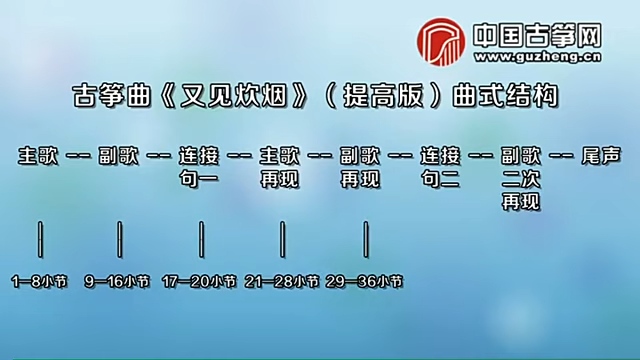 中国古筝网
www.guzheng.cn
古筝曲《又见炊烟》（提高版）曲式结构
主歌 -- 副歌 -- 连接句一 -- 主歌再现 -- 副歌再现 -- 连接句二 -- 副歌二次再现 -- 尾声
1-8小节 9-16小节 17-20小节 21-28小节 29-36小节